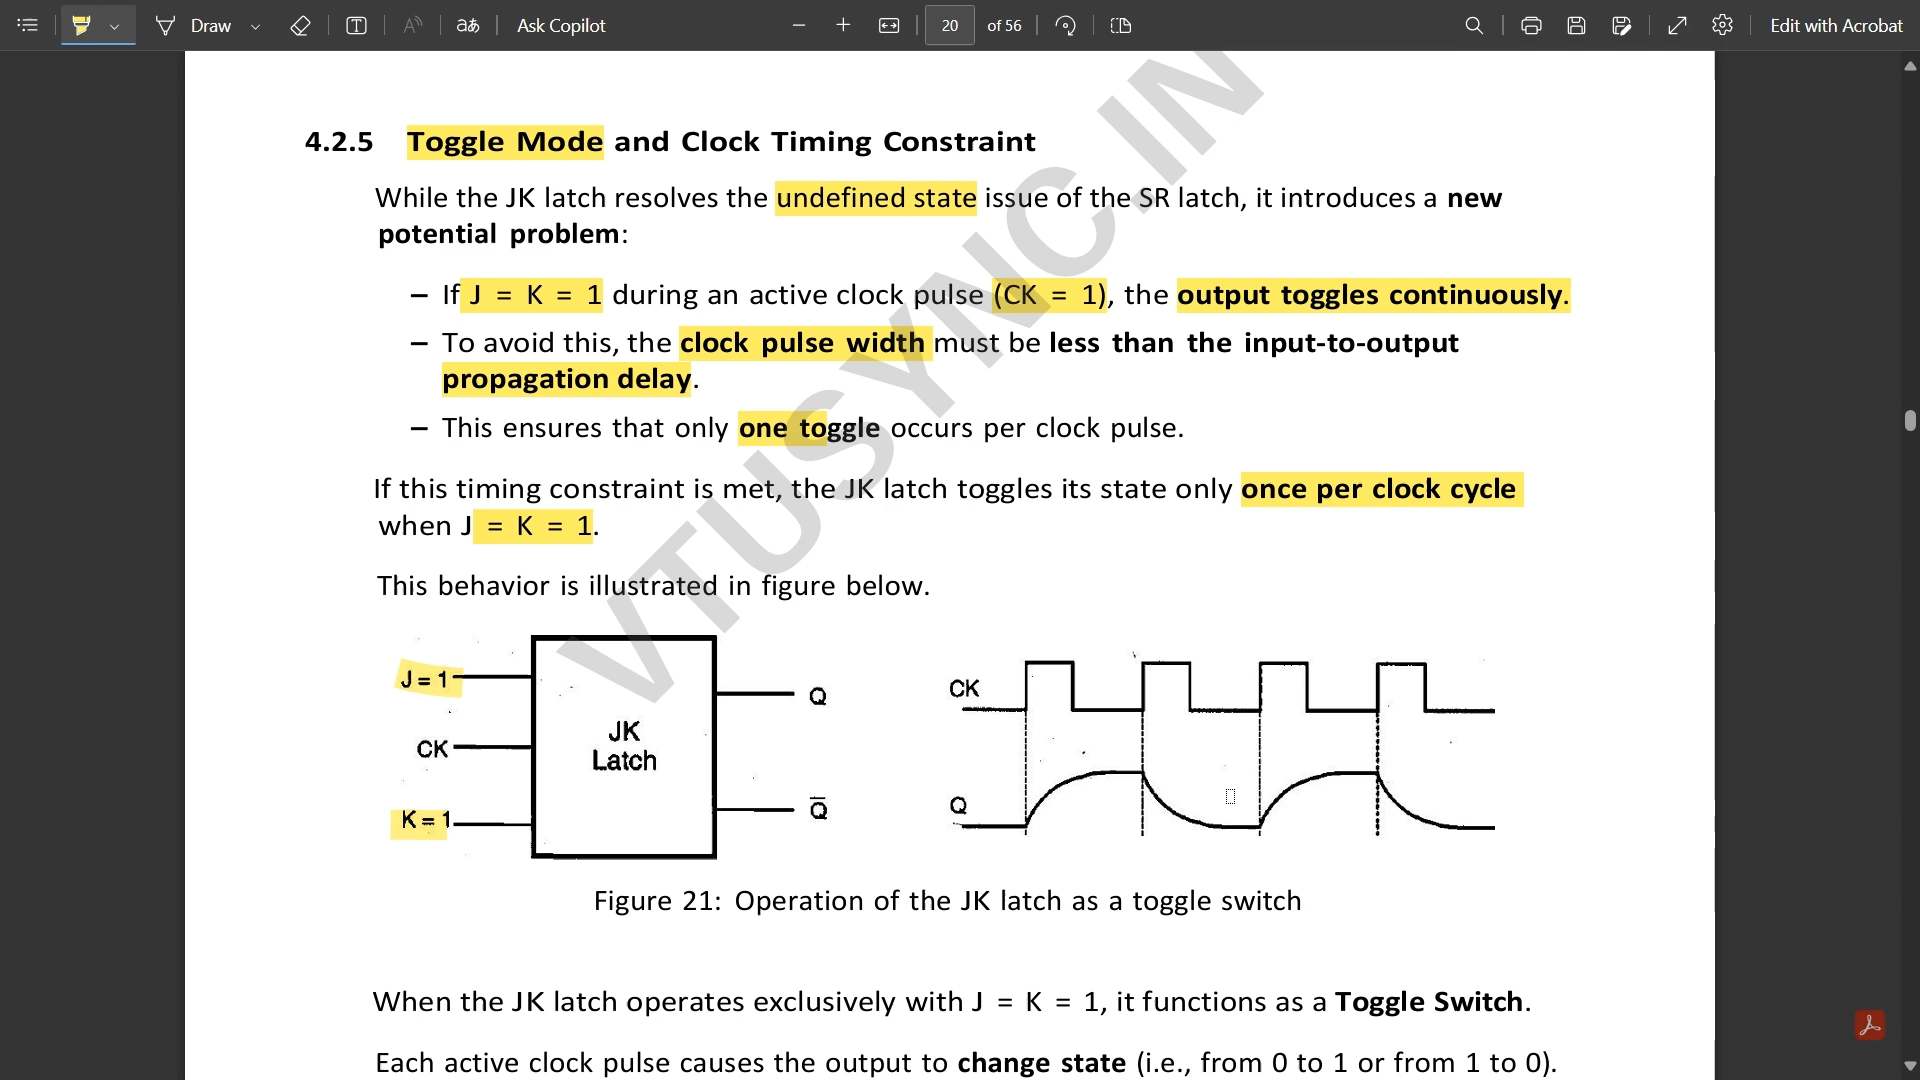 Draw
aあ
Ask Copilot
20 of 56
Edit with Acrobat
4.2.5 Toggle Mode and Clock Timing Constraint
While the JK latch resolves the undefined state issue of the SR latch, it introduces a new
potential problem:
– If J = K = 1 during an active clock pulse (CK = 1), the output toggles continuously.
– To avoid this, the clock pulse width must be less than the input-to-output
propagation delay.
– This ensures that only one toggle occurs per clock pulse.
If this timing constraint is met, the JK latch toggles its state only once per clock cycle
when J = K = 1.
This behavior is illustrated in figure below.
J = 1
CK
K = 1
JK
Latch
Q
Q̅
CK
Q
Figure 21: Operation of the JK latch as a toggle switch
When the JK latch operates exclusively with J = K = 1, it functions as a Toggle Switch.
Each active clock pulse causes the output to change state (i.e., from 0 to 1 or from 1 to 0).
VTUSYNC.IN